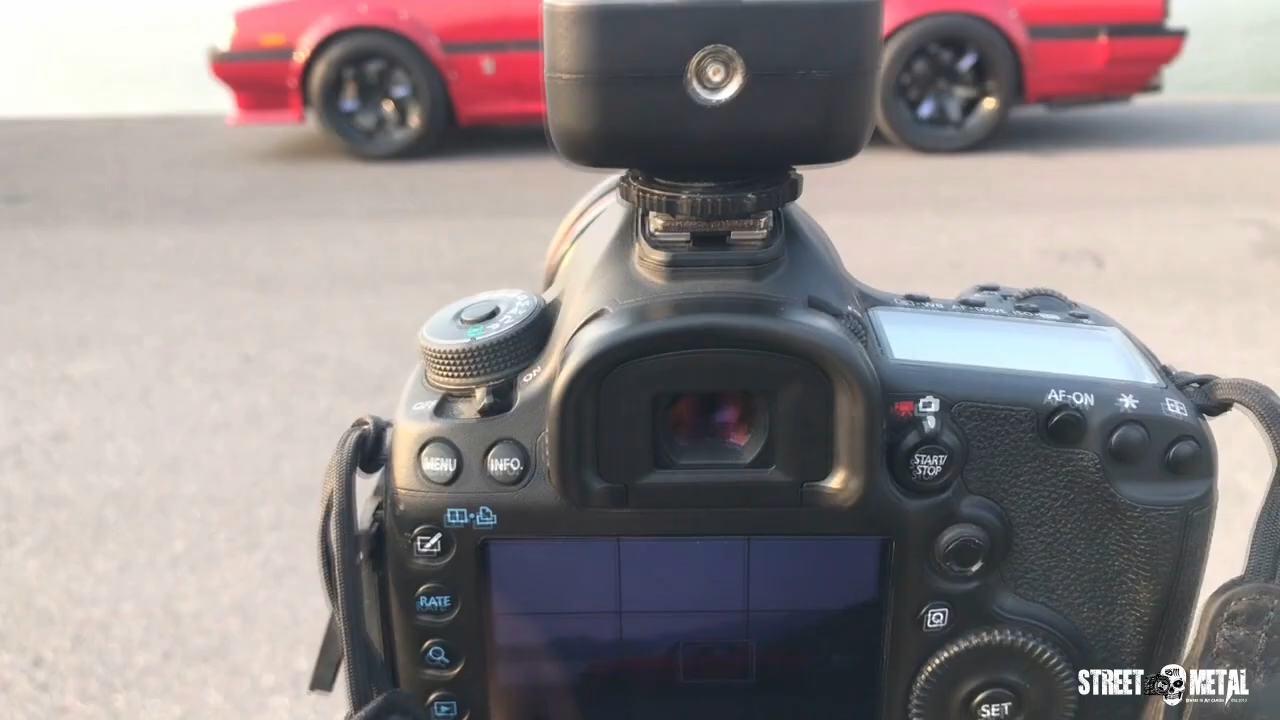 ON
OFF
AF-ON
MENU
INFO.
START/
STOP
RATE
Q
SET
STREET METAL